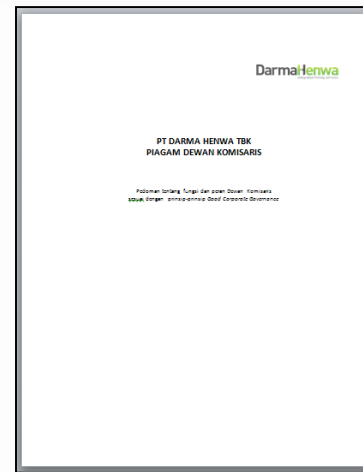 DarmaHenwa
PT DARMA HENWA TBK
PIAGAM DEWAN KOMISARIS
Pedoman tentang fungsi dan peran Dewan Komisaris
sesuai dengan prinsip-prinsip Good Corporate Governance